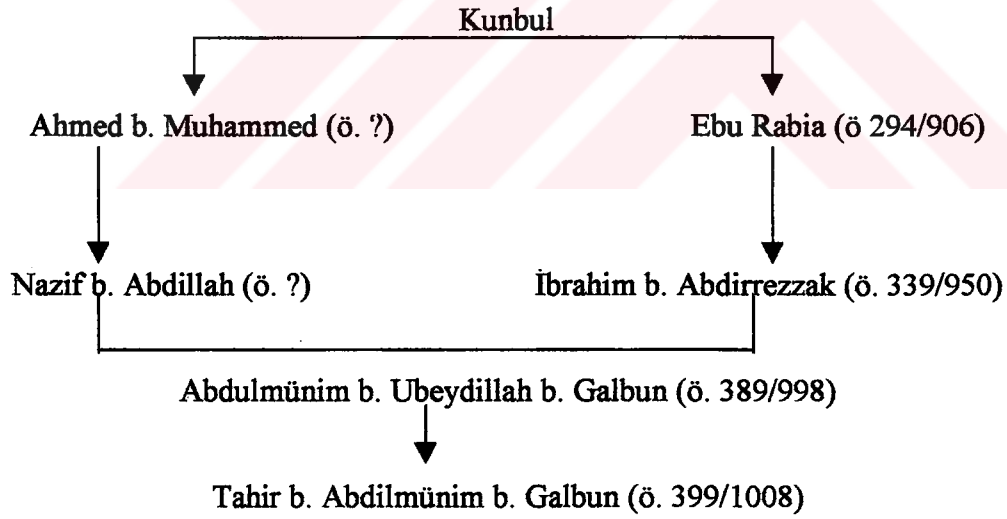 Kunbul
Ahmed b. Muhammed (ö. ?) Ebu Rabia (ö 294/906)
Nazif b. Abdillah (ö. ?) İbrahim b. Abdirrezzak (ö. 339/950)
Abdulmünim b. Ubeydillah b. Galbun (ö. 389/998)
Tahir b. Abdilmünim b. Galbun (ö. 399/1008)